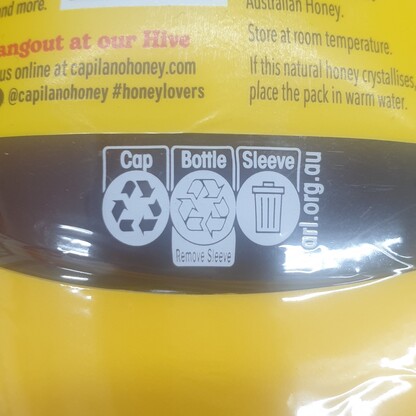 and more.
Australian Honey.
Hangout at our Hive
us online at capilanohoney.com
@capilanohoney #honeylovers
Store at room temperature.
If this natural honey crystallises,
place the pack in warm water.
Cap
Bottle
Sleeve
Remove Sleeve
arl.org.au